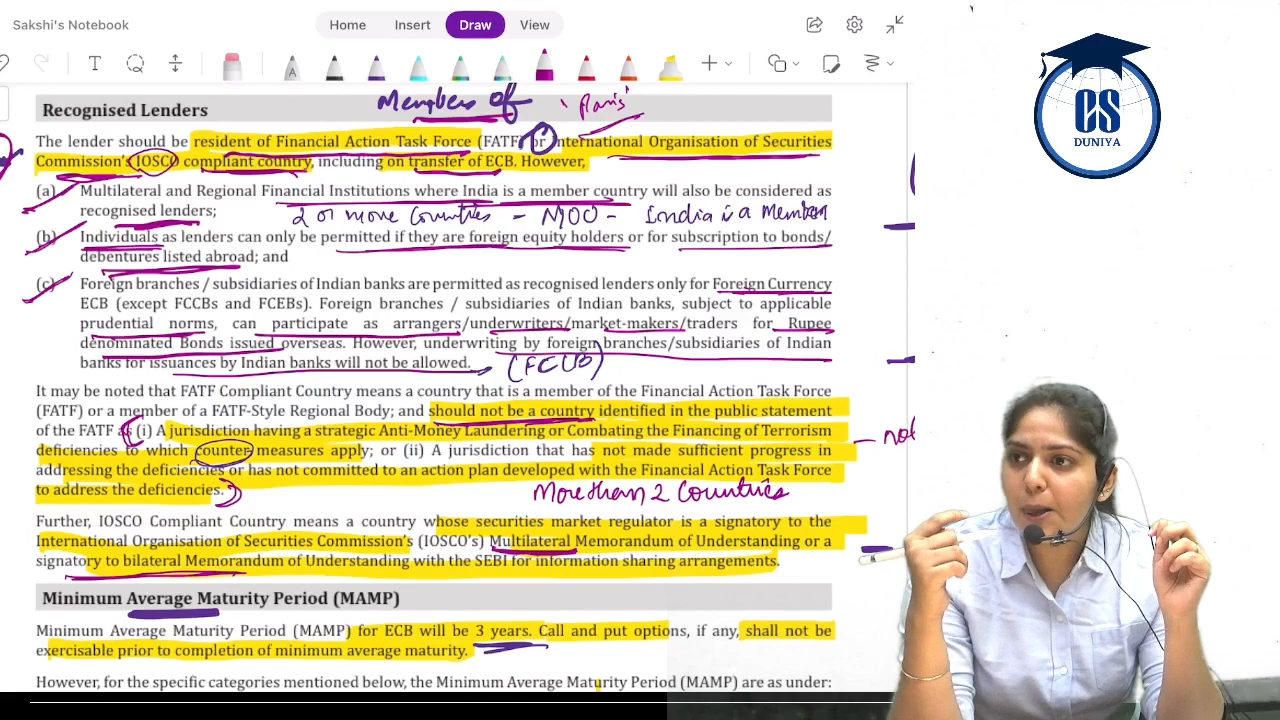 Sakshi's Notebook
Home Insert Draw View
T
A
Members of 'Paris'
Recognised Lenders
The lender should be resident of Financial Action Task Force (FATF) or International Organisation of Securities
Commission's (IOSCO) compliant country, including on transfer of ECB. However,
(a) Multilateral and Regional Financial Institutions where India is a member country will also be considered as
recognised lenders;
2 or more Countries - MOU - India is a Member
(b) Individuals as lenders can only be permitted if they are foreign equity holders or for subscription to bonds/
debentures listed abroad; and
(c) Foreign branches / subsidiaries of Indian banks are permitted as recognised lenders only for Foreign Currency
ECB (except FCCBs and FCEBs). Foreign branches / subsidiaries of Indian banks, subject to applicable
prudential norms, can participate as arrangers/underwriters/market-makers/traders for Rupee
denominated Bonds issued overseas. However, underwriting by foreign branches/subsidiaries of Indian
banks for issuances by Indian banks will not be allowed.
It may be noted that FATF Compliant Country means a country that is a member of the Financial Action Task Force
(FATF) or a member of a FATF-Style Regional Body; and should not be a country identified in the public statement
of the FATF as (i) A jurisdiction having a strategic Anti-Money Laundering or Combating the Financing of Terrorism
deficiencies to which counter-measures apply; or (ii) A jurisdiction that has not made sufficient progress in
addressing the deficiencies or has not committed to an action plan developed with the Financial Action Task Force
to address the deficiencies.
- not
More than 2 Countries
Further, IOSCO Compliant Country means a country whose securities market regulator is a signatory to the
International Organisation of Securities Commission's (IOSCO's) Multilateral Memorandum of Understanding or a
signatory to bilateral Memorandum of Understanding with the SEBI for information sharing arrangements.
Minimum Average Maturity Period (MAMP)
Minimum Average Maturity Period (MAMP) for ECB will be 3 years. Call and put options, if any, shall not be
exercisable prior to completion of minimum average maturity.
However, for the specific categories mentioned below, the Minimum Average Maturity Period (MAMP) are as under:
CS
DUNIYA